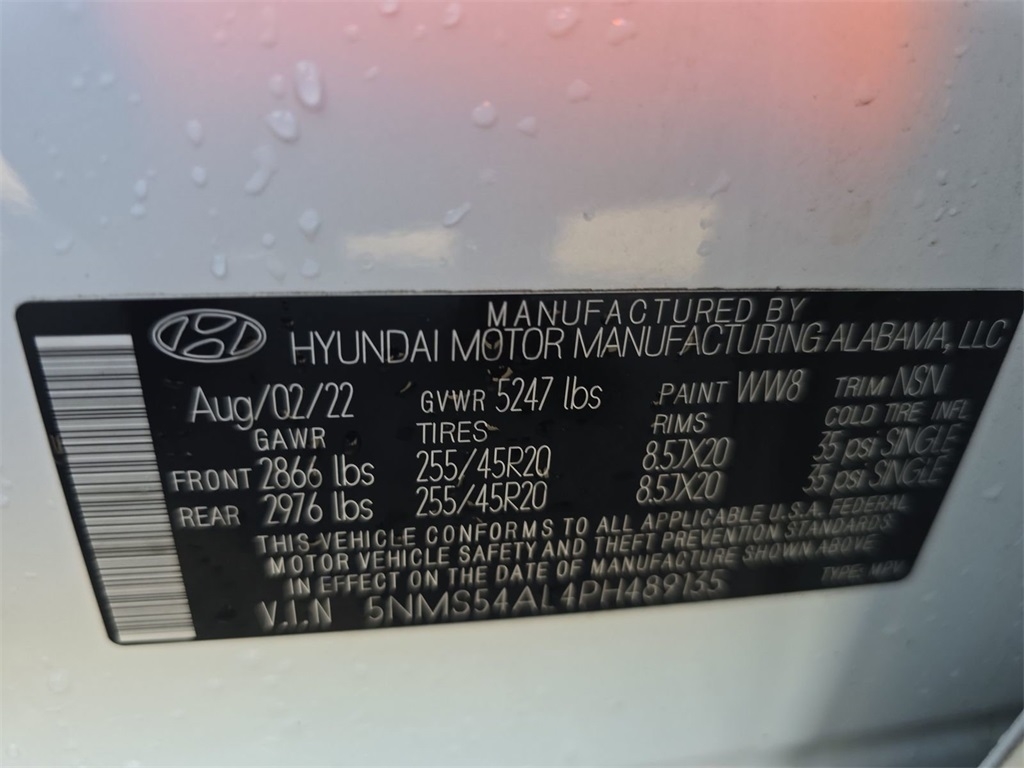 MANUFACTURED BY
HYUNDAI MOTOR MANUFACTURING ALABAMA, LLC
Aug/02/22 GVWR 5247 lbs PAINT WW8 TRIM NSN
GAWR TIRES RIMS COLD TIRE INFL
FRONT 2866 lbs 255/45R20 8.5JX20 35 psi SINGLE
REAR 2976 lbs 255/45R20 8.5JX20 35 psi SINGLE
THIS VEHICLE CONFORMS TO ALL APPLICABLE U.S.A. FEDERAL
MOTOR VEHICLE SAFETY AND THEFT PREVENTION STANDARDS
IN EFFECT ON THE DATE OF MANUFACTURE SHOWN ABOVE
V.I.N 5NMS54AL4PH489135 TYPE: MPV